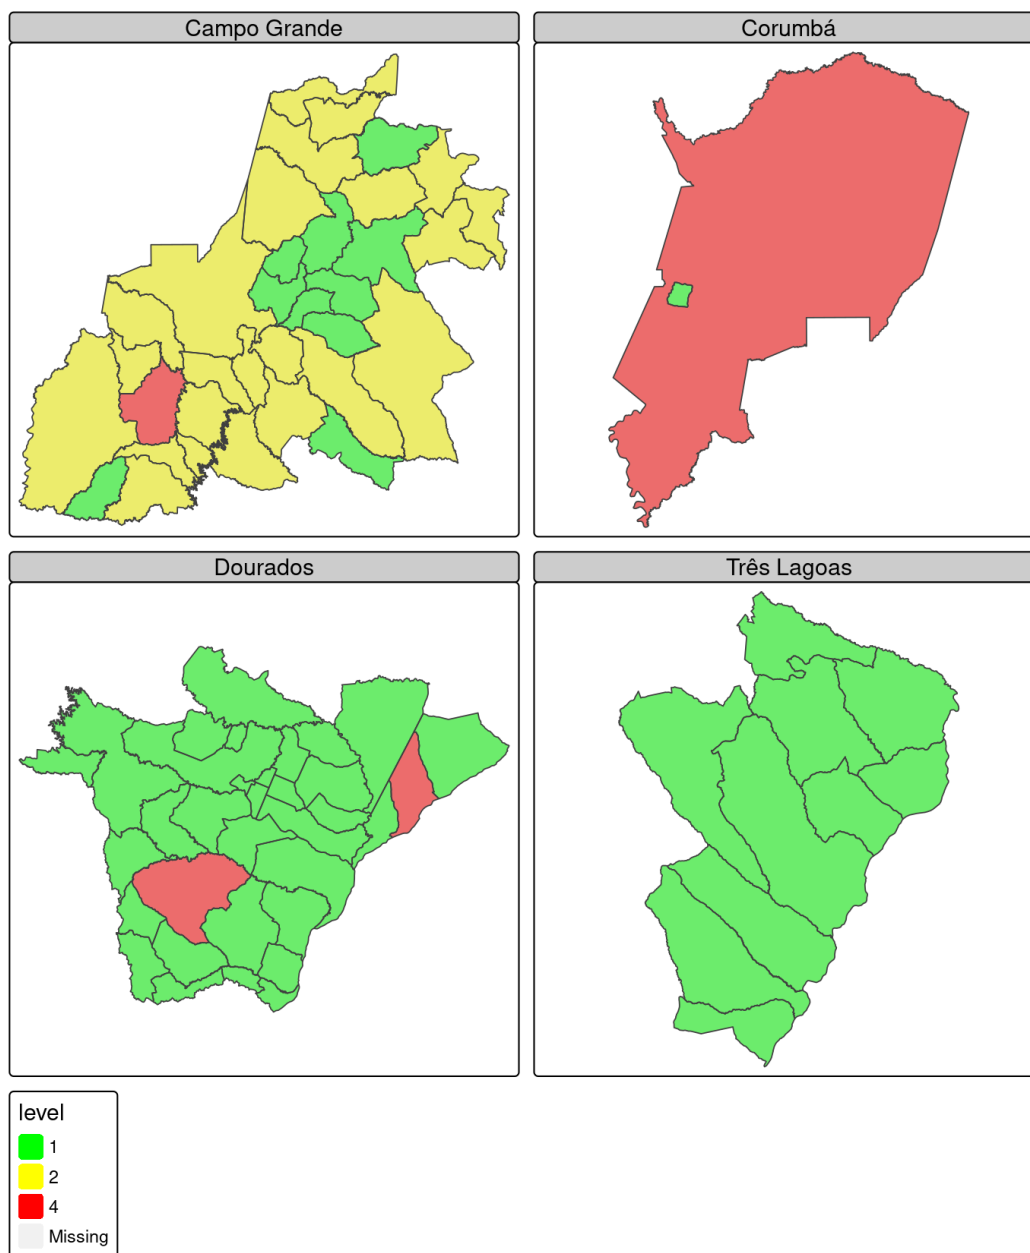 Campo Grande
Corumbá
Dourados
Três Lagoas
level
1
2
4
Missing